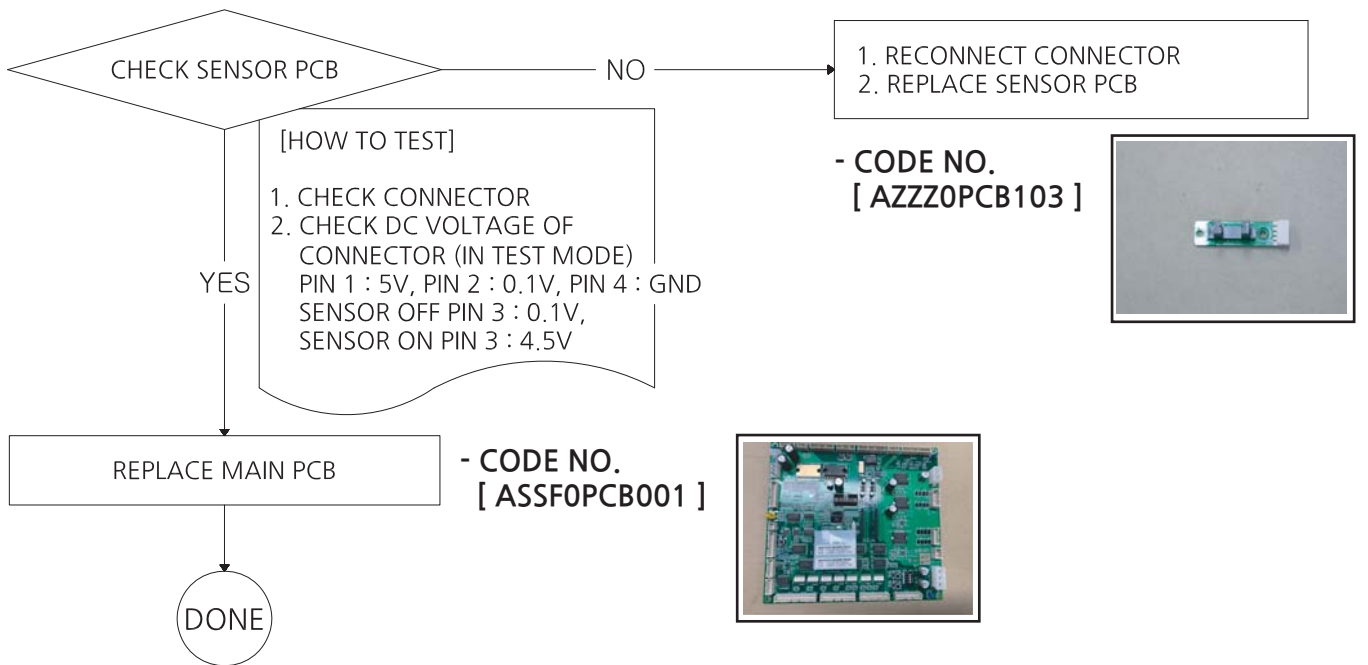 CHECK SENSOR PCB
NO
1. RECONNECT CONNECTOR
2. REPLACE SENSOR PCB
[HOW TO TEST]
1. CHECK CONNECTOR
2. CHECK DC VOLTAGE OF
CONNECTOR (IN TEST MODE)
PIN 1 : 5V, PIN 2 : 0.1V, PIN 4 : GND
SENSOR OFF PIN 3 : 0.1V,
SENSOR ON PIN 3 : 4.5V
- CODE NO.
[ AZZZ0PCB103 ]
YES
REPLACE MAIN PCB
- CODE NO.
[ ASSF0PCB001 ]
DONE